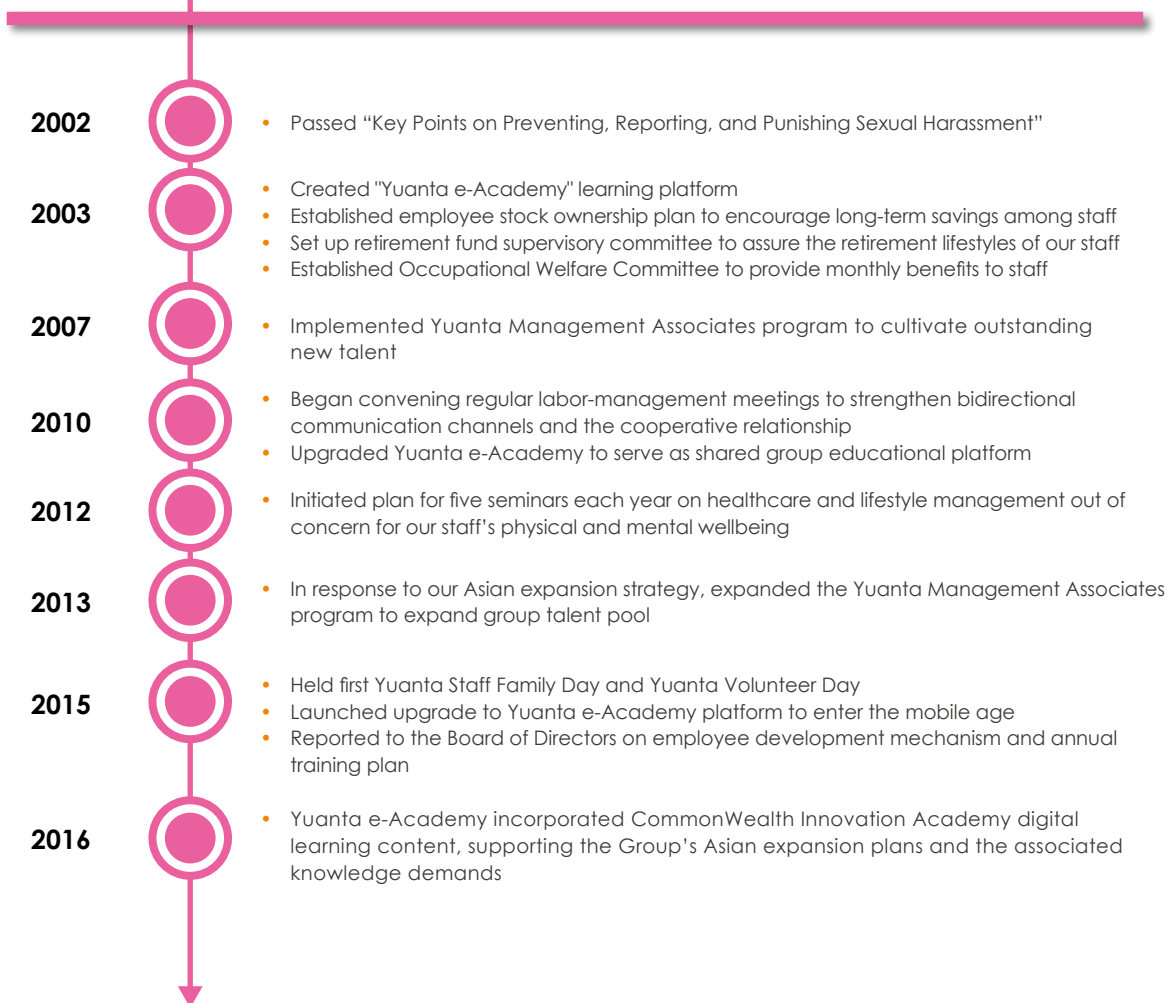 2002
• Passed “Key Points on Preventing, Reporting, and Punishing Sexual Harassment”
2003
• Created "Yuanta e-Academy" learning platform
• Established employee stock ownership plan to encourage long-term savings among staff
• Set up retirement fund supervisory committee to assure the retirement lifestyles of our staff
• Established Occupational Welfare Committee to provide monthly benefits to staff
2007
• Implemented Yuanta Management Associates program to cultivate outstanding
new talent
2010
• Began convening regular labor-management meetings to strengthen bidirectional
communication channels and the cooperative relationship
• Upgraded Yuanta e-Academy to serve as shared group educational platform
2012
• Initiated plan for five seminars each year on healthcare and lifestyle management out of
concern for our staff’s physical and mental wellbeing
2013
• In response to our Asian expansion strategy, expanded the Yuanta Management Associates
program to expand group talent pool
2015
• Held first Yuanta Staff Family Day and Yuanta Volunteer Day
• Launched upgrade to Yuanta e-Academy platform to enter the mobile age
• Reported to the Board of Directors on employee development mechanism and annual
training plan
2016
• Yuanta e-Academy incorporated CommonWealth Innovation Academy digital
learning content, supporting the Group’s Asian expansion plans and the associated
knowledge demands